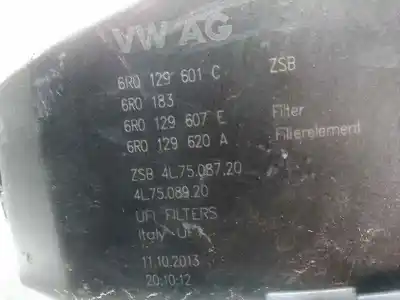 VW AG
6R0 129 601 C ZSB
6R0 183
6R0 129 607 E Filter
6R0 129 620 A Filterelement
ZSB 4L.75.087.20
4L.75.089.20
UFI FILTERS
Italy UFI
11.10.2013
20:10:12